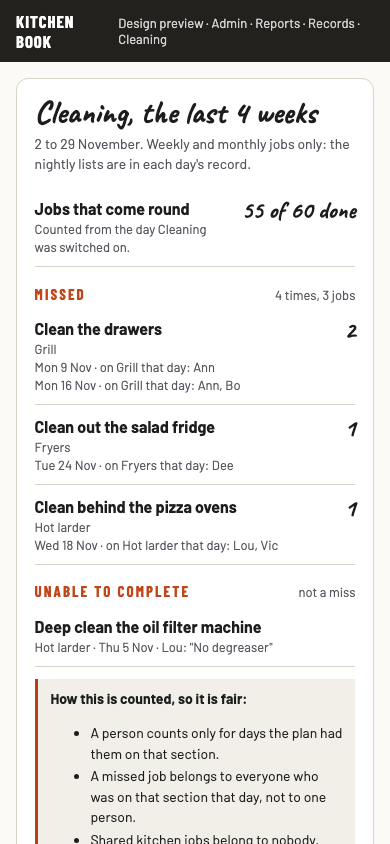 KITCHEN
BOOK
Design preview · Admin · Reports · Records ·
Cleaning
Cleaning, the last 4 weeks
2 to 29 November. Weekly and monthly jobs only: the
nightly lists are in each day's record.
Jobs that come round
55 of 60 done
Counted from the day Cleaning
was switched on.
MISSED
4 times, 3 jobs
Clean the drawers
2
Grill
Mon 9 Nov · on Grill that day: Ann
Mon 16 Nov · on Grill that day: Ann, Bo
Clean out the salad fridge
1
Fryers
Tue 24 Nov · on Fryers that day: Dee
Clean behind the pizza ovens
1
Hot larder
Wed 18 Nov · on Hot larder that day: Lou, Vic
UNABLE TO COMPLETE
not a miss
Deep clean the oil filter machine
Hot larder · Thu 5 Nov · Lou: "No degreaser"
How this is counted, so it is fair:
• A person counts only for days the plan had
them on that section.
• A missed job belongs to everyone who
was on that section that day, not to one
person.
• Shared kitchen jobs belong to nobody.